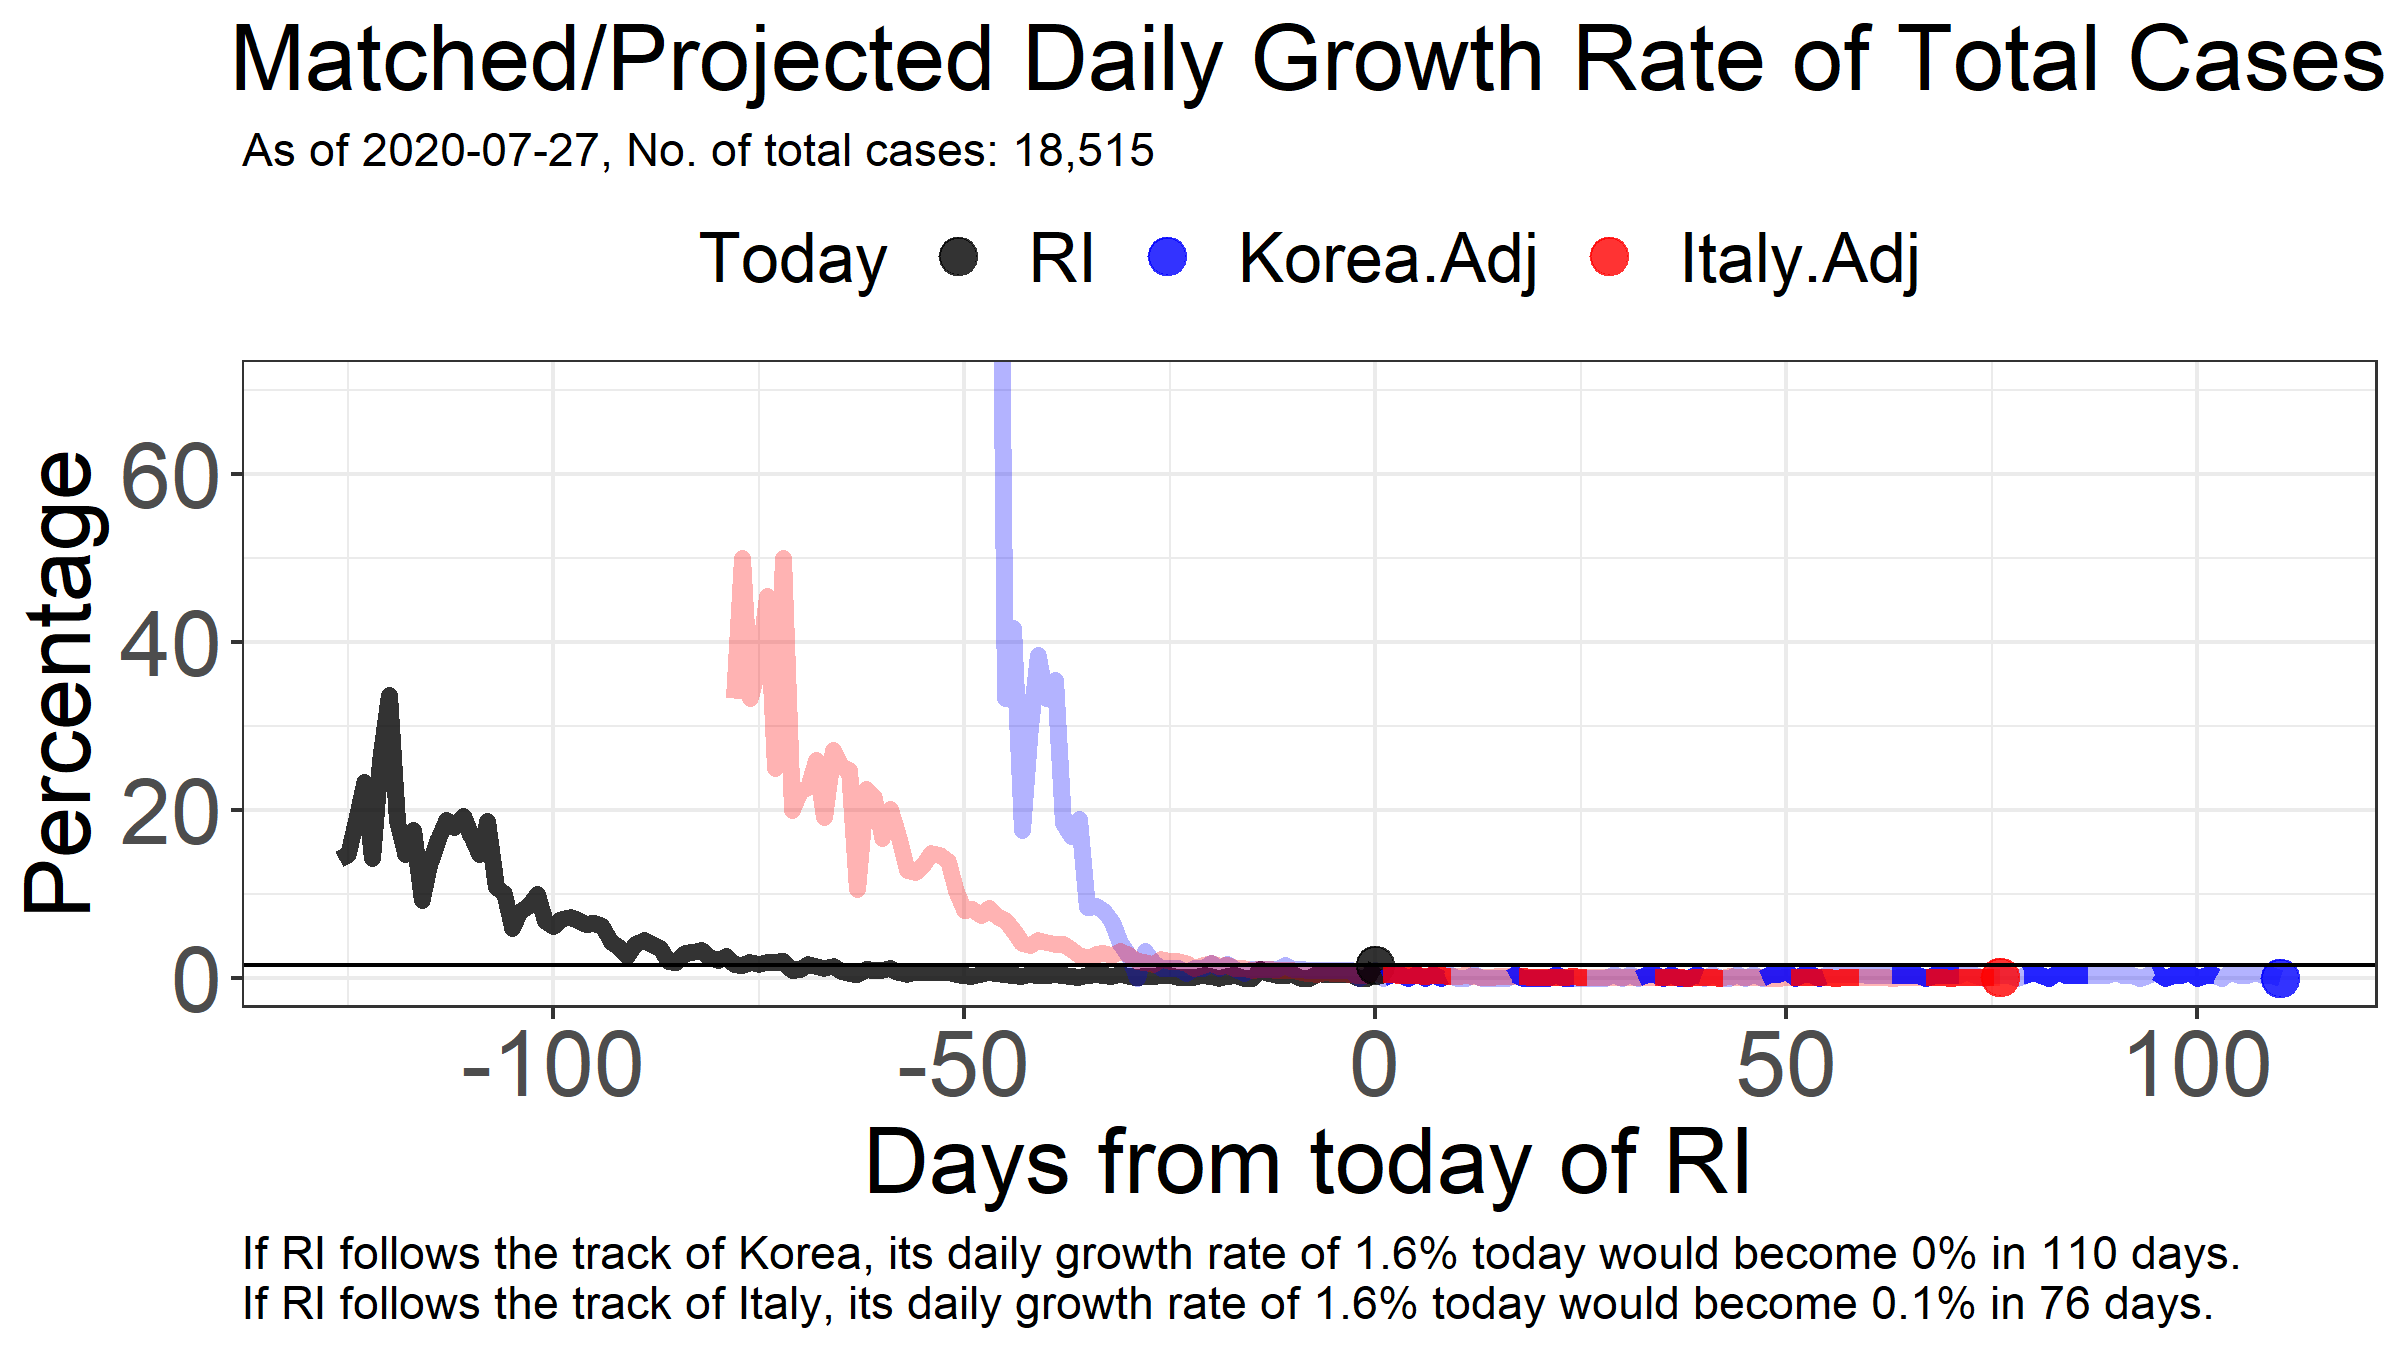 Matched/Projected Daily Growth Rate of Total Cases
As of 2020-07-27, No. of total cases: 18,515
Today RI Korea.Adj Italy.Adj
Percentage
60
40
20
0
-100 -50 0 50 100
Days from today of RI
If RI follows the track of Korea, its daily growth rate of 1.6% today would become 0% in 110 days.
If RI follows the track of Italy, its daily growth rate of 1.6% today would become 0.1% in 76 days.